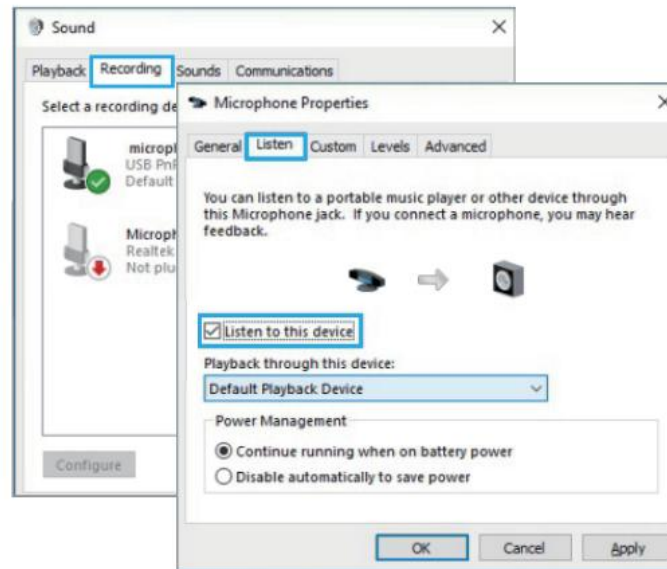 Sound
Playback Recording Sounds Communications
Select a recording de
USB PnP
Default
Realtek
Not plu
Configure
Microphone Properties
General Listen Custom Levels Advanced
You can listen to a portable music player or other device through
this Microphone jack. If you connect a microphone, you may hear
feedback.
Listen to this device
Playback through this device:
Default Playback Device
Power Management
Continue running when on battery power
Disable automatically to save power
OK Cancel Apply